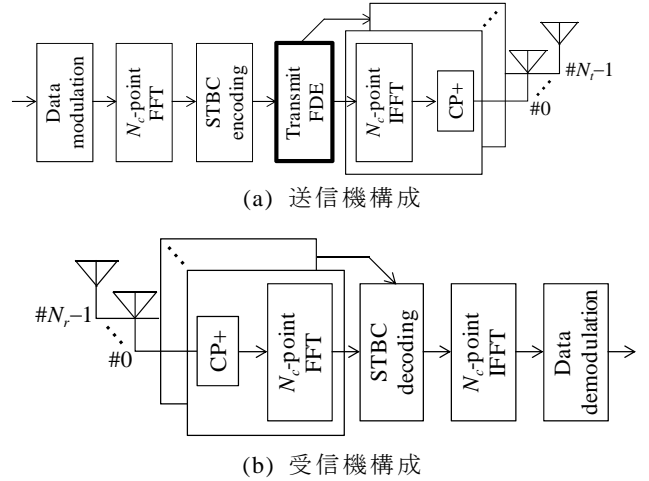 Data modulation
N_c-point FFT
STBC encoding
Transmit FDE
N_c-point IFFT
CP+
#0
#N_t−1
(a) 送信機構成
#N_r−1
#0
CP+
N_c-point FFT
STBC decoding
N_c-point IFFT
Data demodulation
(b) 受信機構成